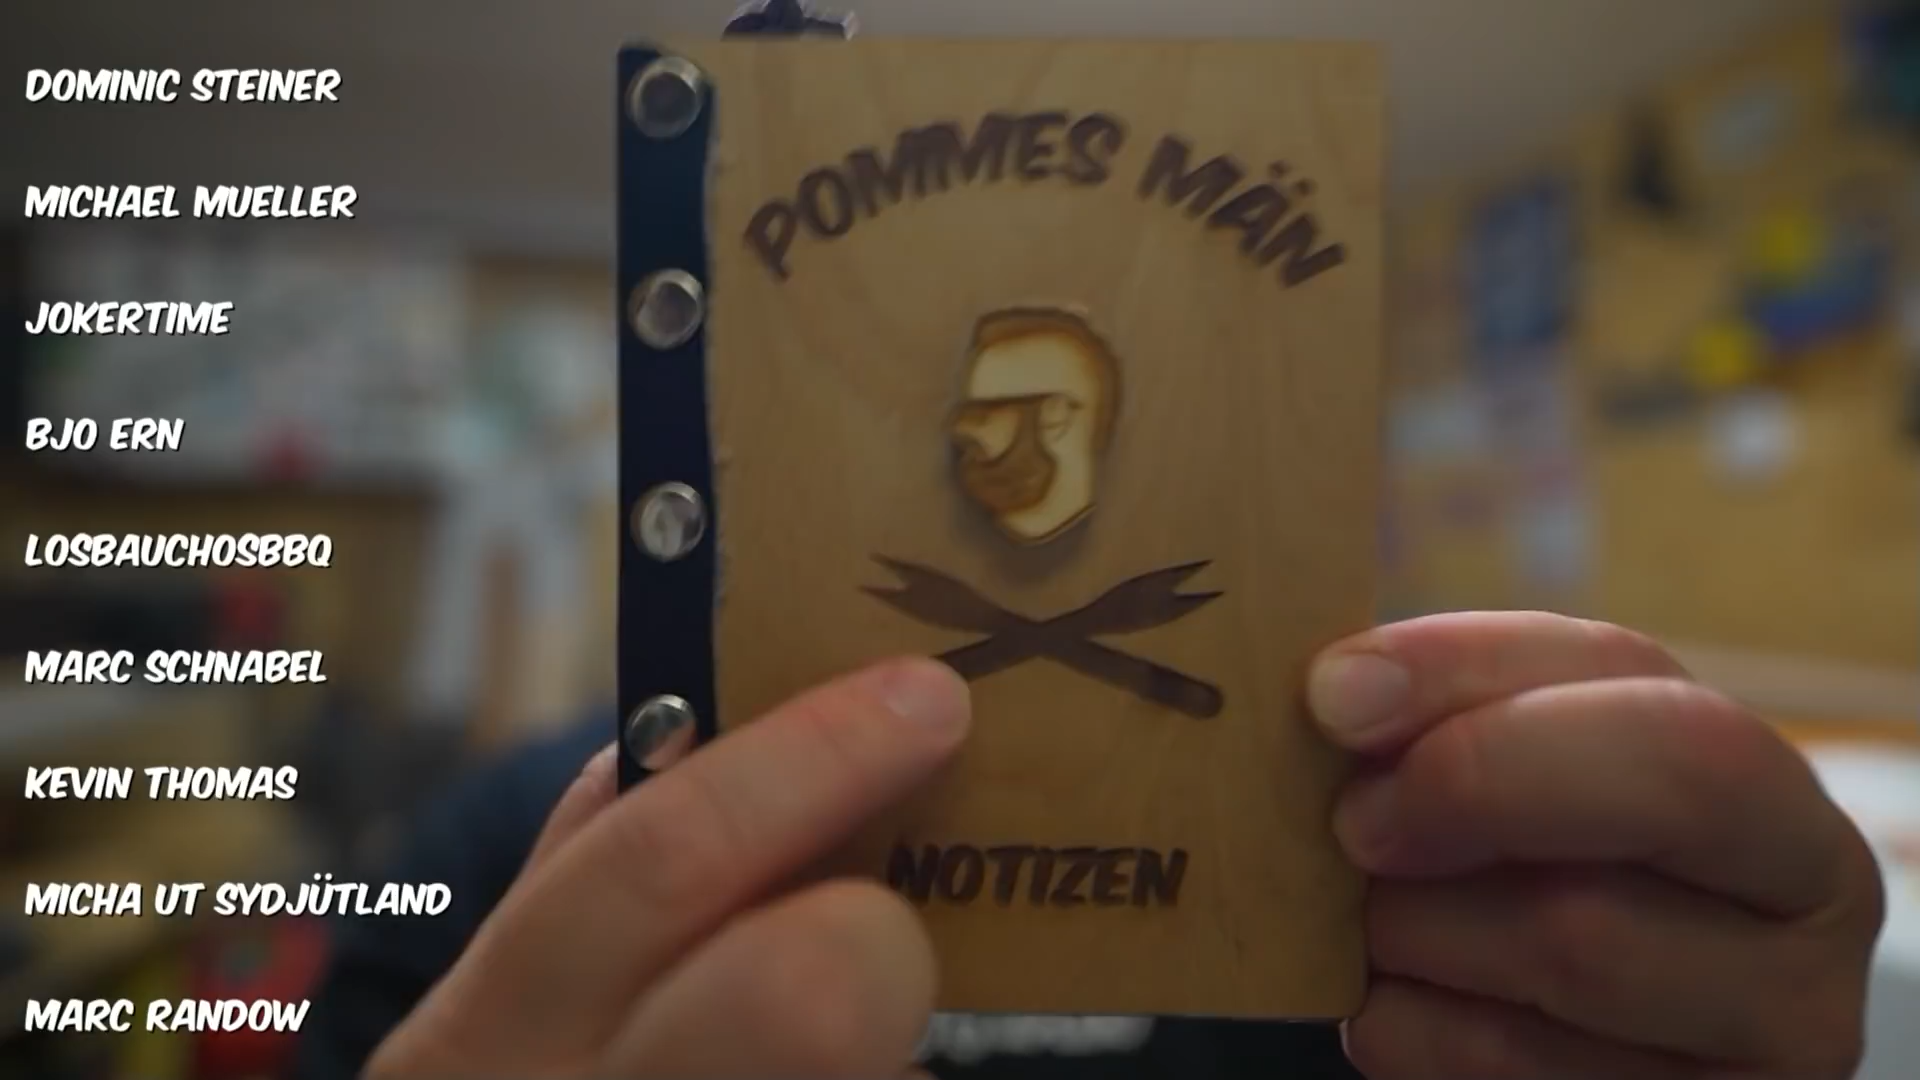 DOMINIC STEINER
MICHAEL MUELLER
JOKERTIME
BJO ERN
LOSBAUCHOSBBQ
MARC SCHNABEL
KEVIN THOMAS
MICHA UT SYDJÜTLAND
MARC RANDOW
POMMES MÄN
NOTIZEN